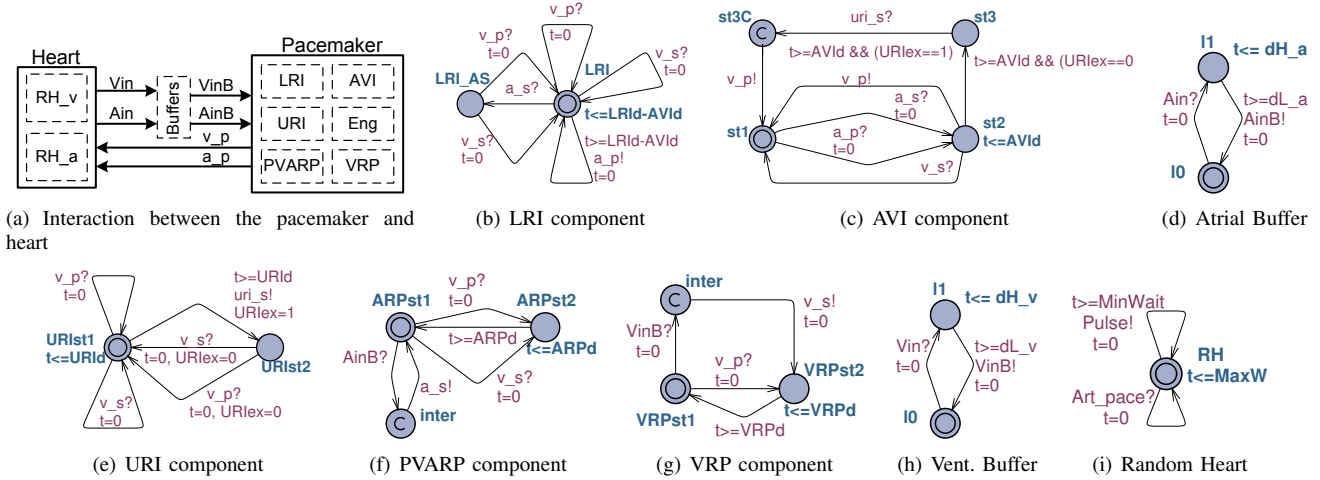 Heart
RH_v
RH_a
Vin
Ain
Buffers
VinB
AinB
v_p
a_p
Pacemaker
LRI
AVI
URI
Eng
PVARP
VRP
(a) Interaction between the pacemaker and
heart
v_p?
v_p?
t=0
t=0
v_s?
t=0
LRI_AS
LRI
a_s?
t<=LRId-AVId
v_s?
t=0
t>=LRId-AVId
a_p!
t=0
(b) LRI component
st3C
uri_s?
st3
C
t>=AVId && (URIex==1)
t>=AVId && (URIex==0
v_p!
v_p!
a_s?
t=0
st1
a_p?
t=0
st2
t<=AVId
v_s?
(c) AVI component
l1
t<= dH_a
Ain?
t=0
t>=dL_a
AinB!
t=0
l0
(d) Atrial Buffer
v_p?
t=0
t>=URId
uri_s!
URIex=1
URIst1
t<=URId
v_s?
t=0, URIex=0
URIst2
v_p?
t=0, URIex=0
v_s?
t=0
(e) URI component
v_p?
t=0
ARPst1
ARPst2
t>=ARPd
t<=ARPd
AinB?
a_s!
v_s?
t=0
C
inter
(f) PVARP component
inter
C
v_s!
t=0
VinB?
t=0
v_p?
t=0
VRPst2
t<=VRPd
VRPst1
t>=VRPd
(g) VRP component
l1
t<= dH_v
Vin?
t=0
t>=dL_v
VinB!
t=0
l0
(h) Vent. Buffer
t>=MinWait
Pulse!
t=0
RH
t<=MaxW
Art_pace?
t=0
(i) Random Heart